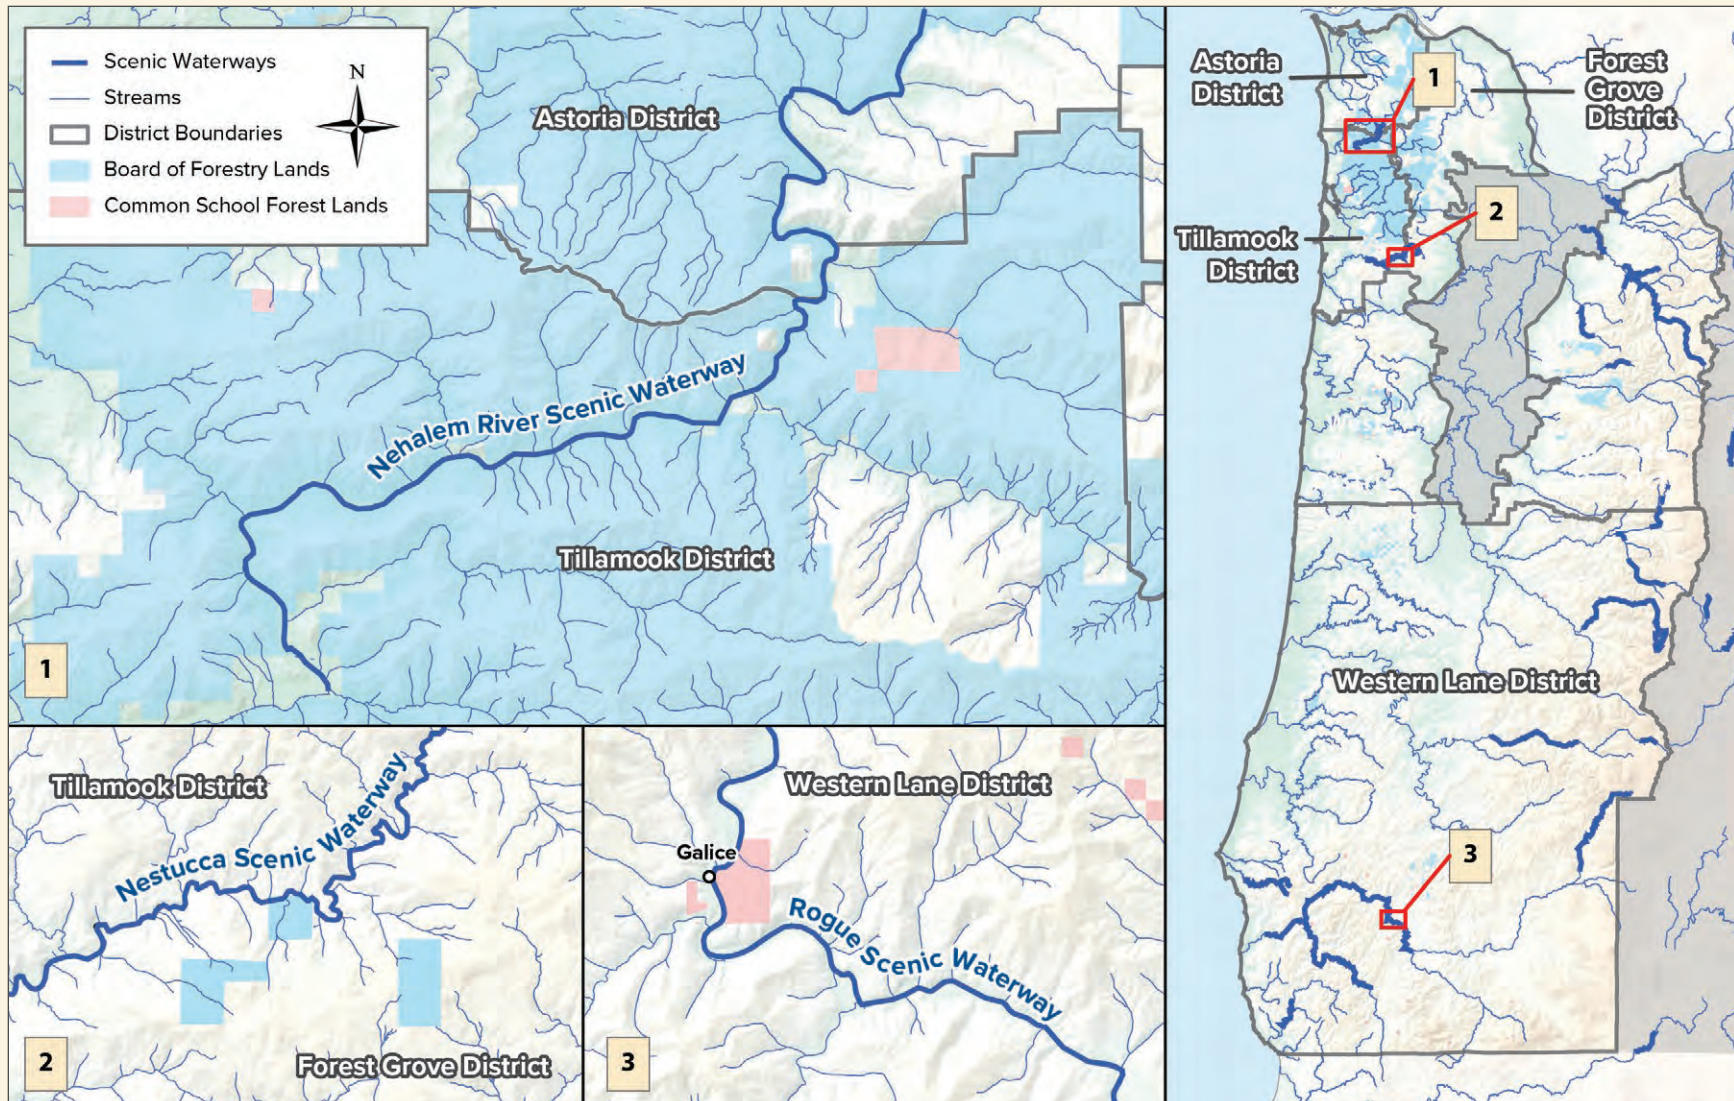 Scenic Waterways
Streams
District Boundaries
Board of Forestry Lands
Common School Forest Lands
N
Astoria District
Nehalem River Scenic Waterway
Tillamook District
1
Tillamook District
Nestucca Scenic Waterway
Forest Grove District
2
Western Lane District
Galice
Rogue Scenic Waterway
3
Astoria
District
1
Forest
Grove
District
2
Tillamook
District
Western Lane District
3